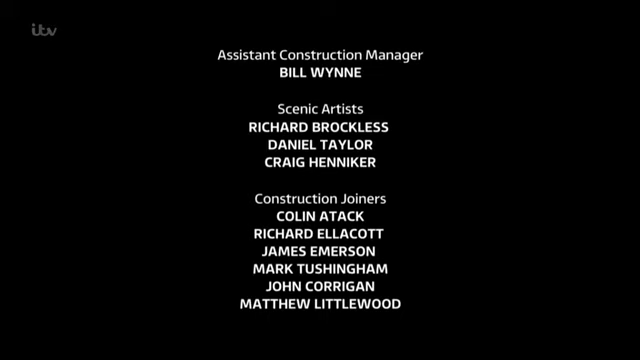 itv
Assistant Construction Manager
BILL WYNNE
Scenic Artists
RICHARD BROCKLESS
DANIEL TAYLOR
CRAIG HENNIKER
Construction Joiners
COLIN ATACK
RICHARD ELLACOTT
JAMES EMERSON
MARK TUSHINGHAM
JOHN CORRIGAN
MATTHEW LITTLEWOOD